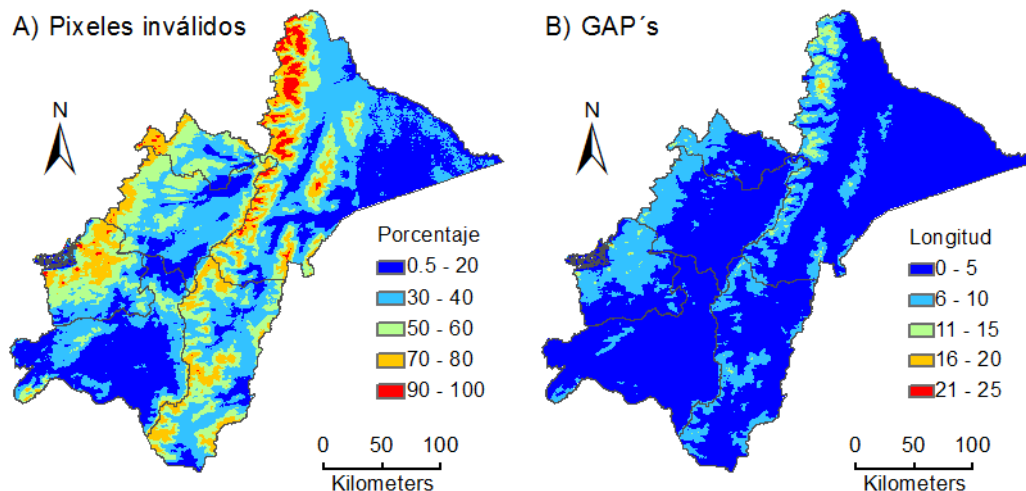 A) Pixeles inválidos
N
Porcentaje
0.5 - 20
30 - 40
50 - 60
70 - 80
90 - 100
0 50 100
Kilometers
B) GAP´s
N
Longitud
0 - 5
6 - 10
11 - 15
16 - 20
21 - 25
0 50 100
Kilometers